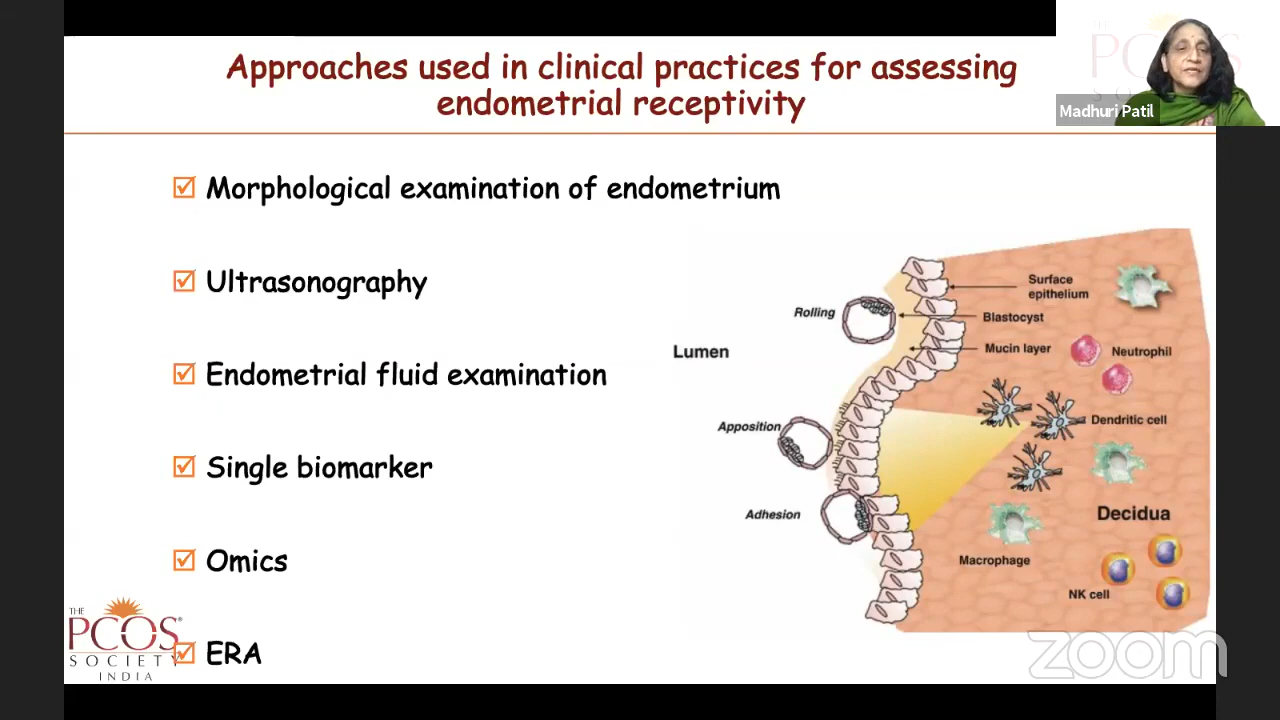 Approaches used in clinical practices for assessing
endometrial receptivity
Madhuri Patil
Morphological examination of endometrium
Ultrasonography
Endometrial fluid examination
Single biomarker
Omics
ERA
Surface
epithelium
Rolling
Blastocyst
Lumen
Mucin layer
Neutrophil
Apposition
Dendritic cell
Adhesion
Decidua
Macrophage
NK cell
THE
PCOS
SOCIETY
INDIA
zoom